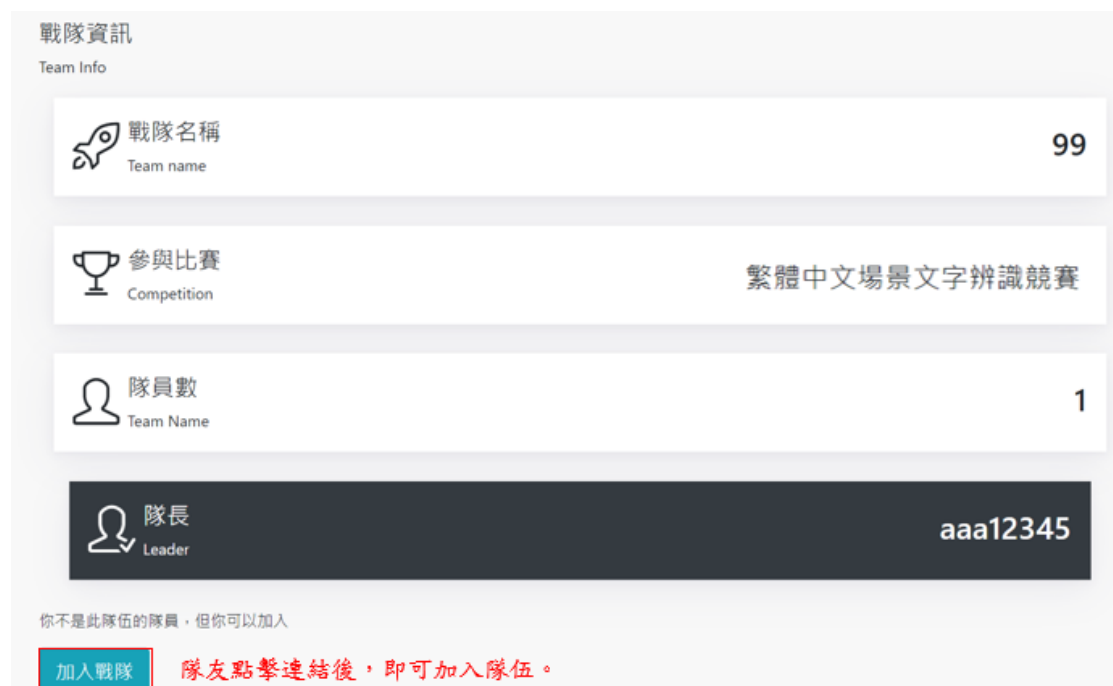 戰隊資訊
Team Info
戰隊名稱
Team name
99
參與比賽
Competition
繁體中文場景文字辨識競賽
隊員數
Team Name
1
隊長
Leader
aaa12345
你不是此隊伍的隊員，但你可以加入
加入戰隊
隊友點擊連結後，即可加入隊伍。